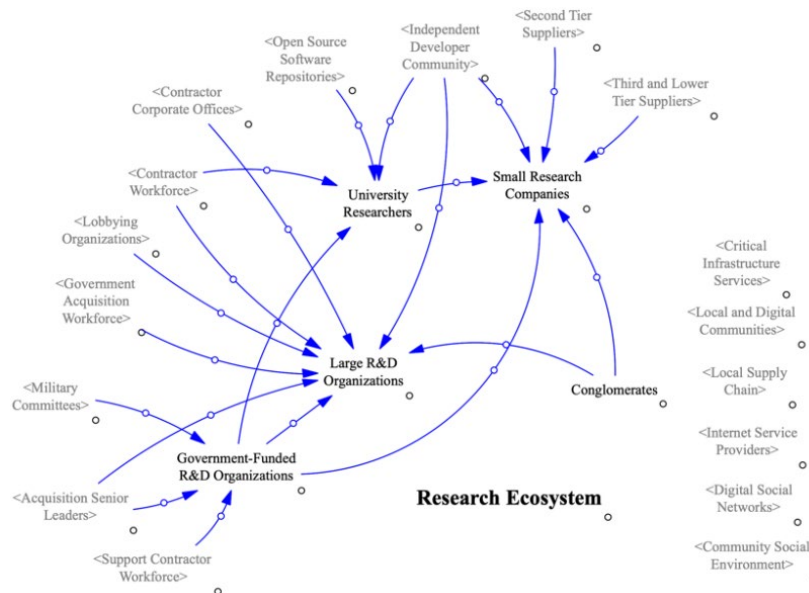 <Second Tier
Suppliers>
<Open Source
Software
Repositories>
<Independent
Developer
Community>
<Contractor
Corporate Offices>
<Third and Lower
Tier Suppliers>
<Contractor
Workforce>
University
Researchers
Small Research
Companies
<Lobbying
Organizations>
<Critical
Infrastructure
Services>
<Government
Acquisition
Workforce>
<Local and Digital
Communities>
Large R&D
Organizations
Conglomerates
<Local Supply
Chain>
<Military
Committees>
<Internet Service
Providers>
Government-Funded
R&D Organizations
<Acquisition Senior
Leaders>
Research Ecosystem
<Digital Social
Networks>
<Support Contractor
Workforce>
<Community Social
Environment>